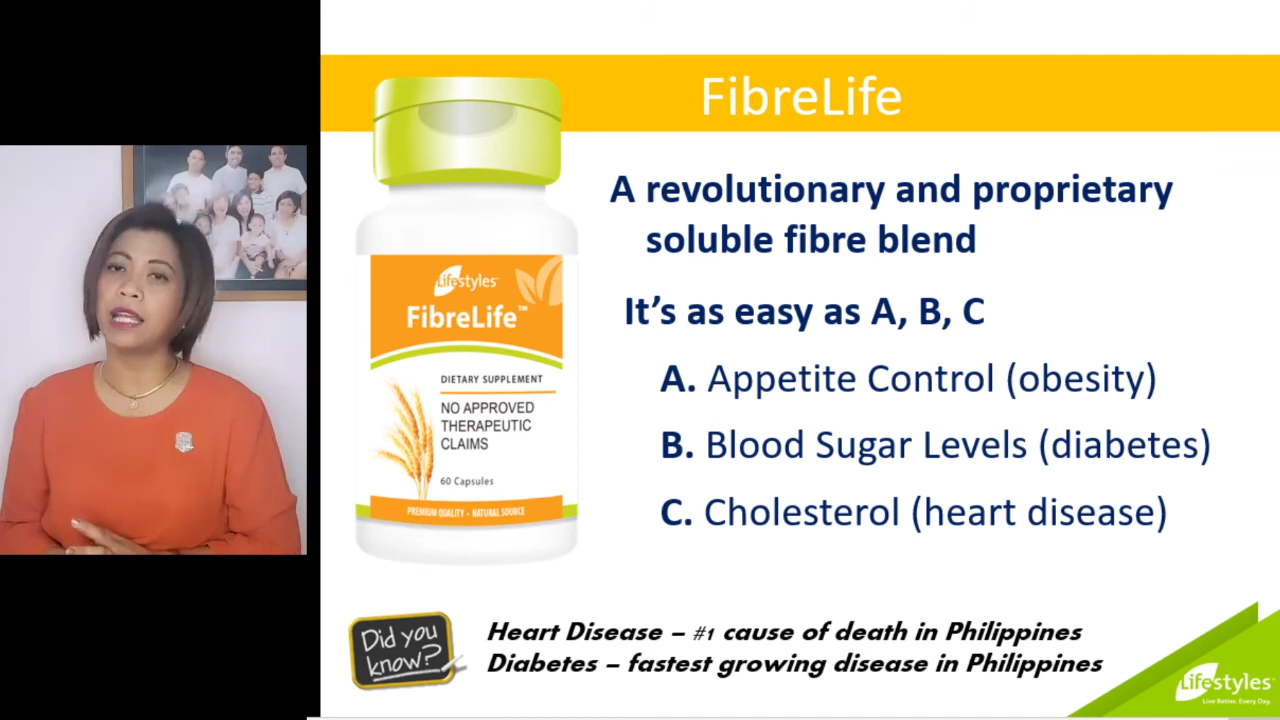 FibreLife
A revolutionary and proprietary
soluble fibre blend
It's as easy as A, B, C
A. Appetite Control (obesity)
B. Blood Sugar Levels (diabetes)
C. Cholesterol (heart disease)
Lifestyles
FibreLife™
DIETARY SUPPLEMENT
NO APPROVED
THERAPEUTIC
CLAIMS
60 Capsules
PREMIUM QUALITY • NATURAL SOURCE
Did you
know?
Heart Disease – #1 cause of death in Philippines
Diabetes – fastest growing disease in Philippines
Lifestyles™
Live Better. Every Day.